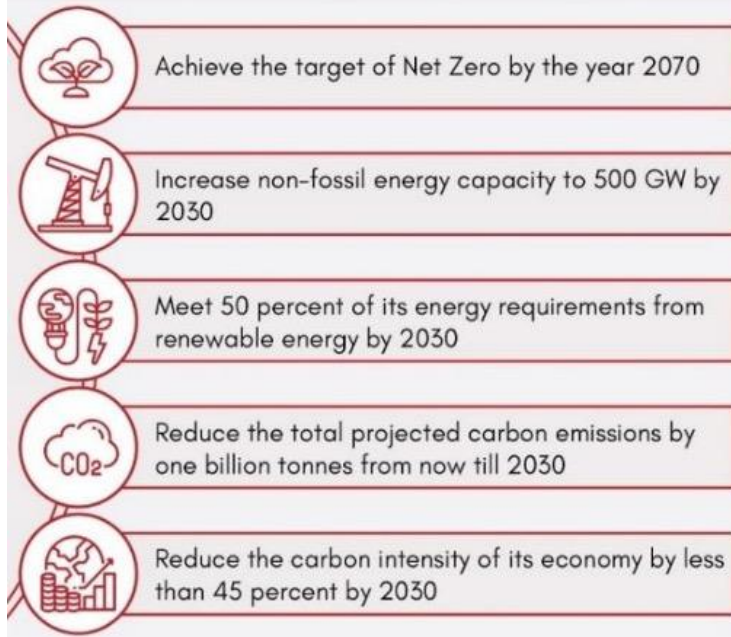 Achieve the target of Net Zero by the year 2070
Increase non-fossil energy capacity to 500 GW by
2030
Meet 50 percent of its energy requirements from
renewable energy by 2030
CO2
Reduce the total projected carbon emissions by
one billion tonnes from now till 2030
Reduce the carbon intensity of its economy by less
than 45 percent by 2030